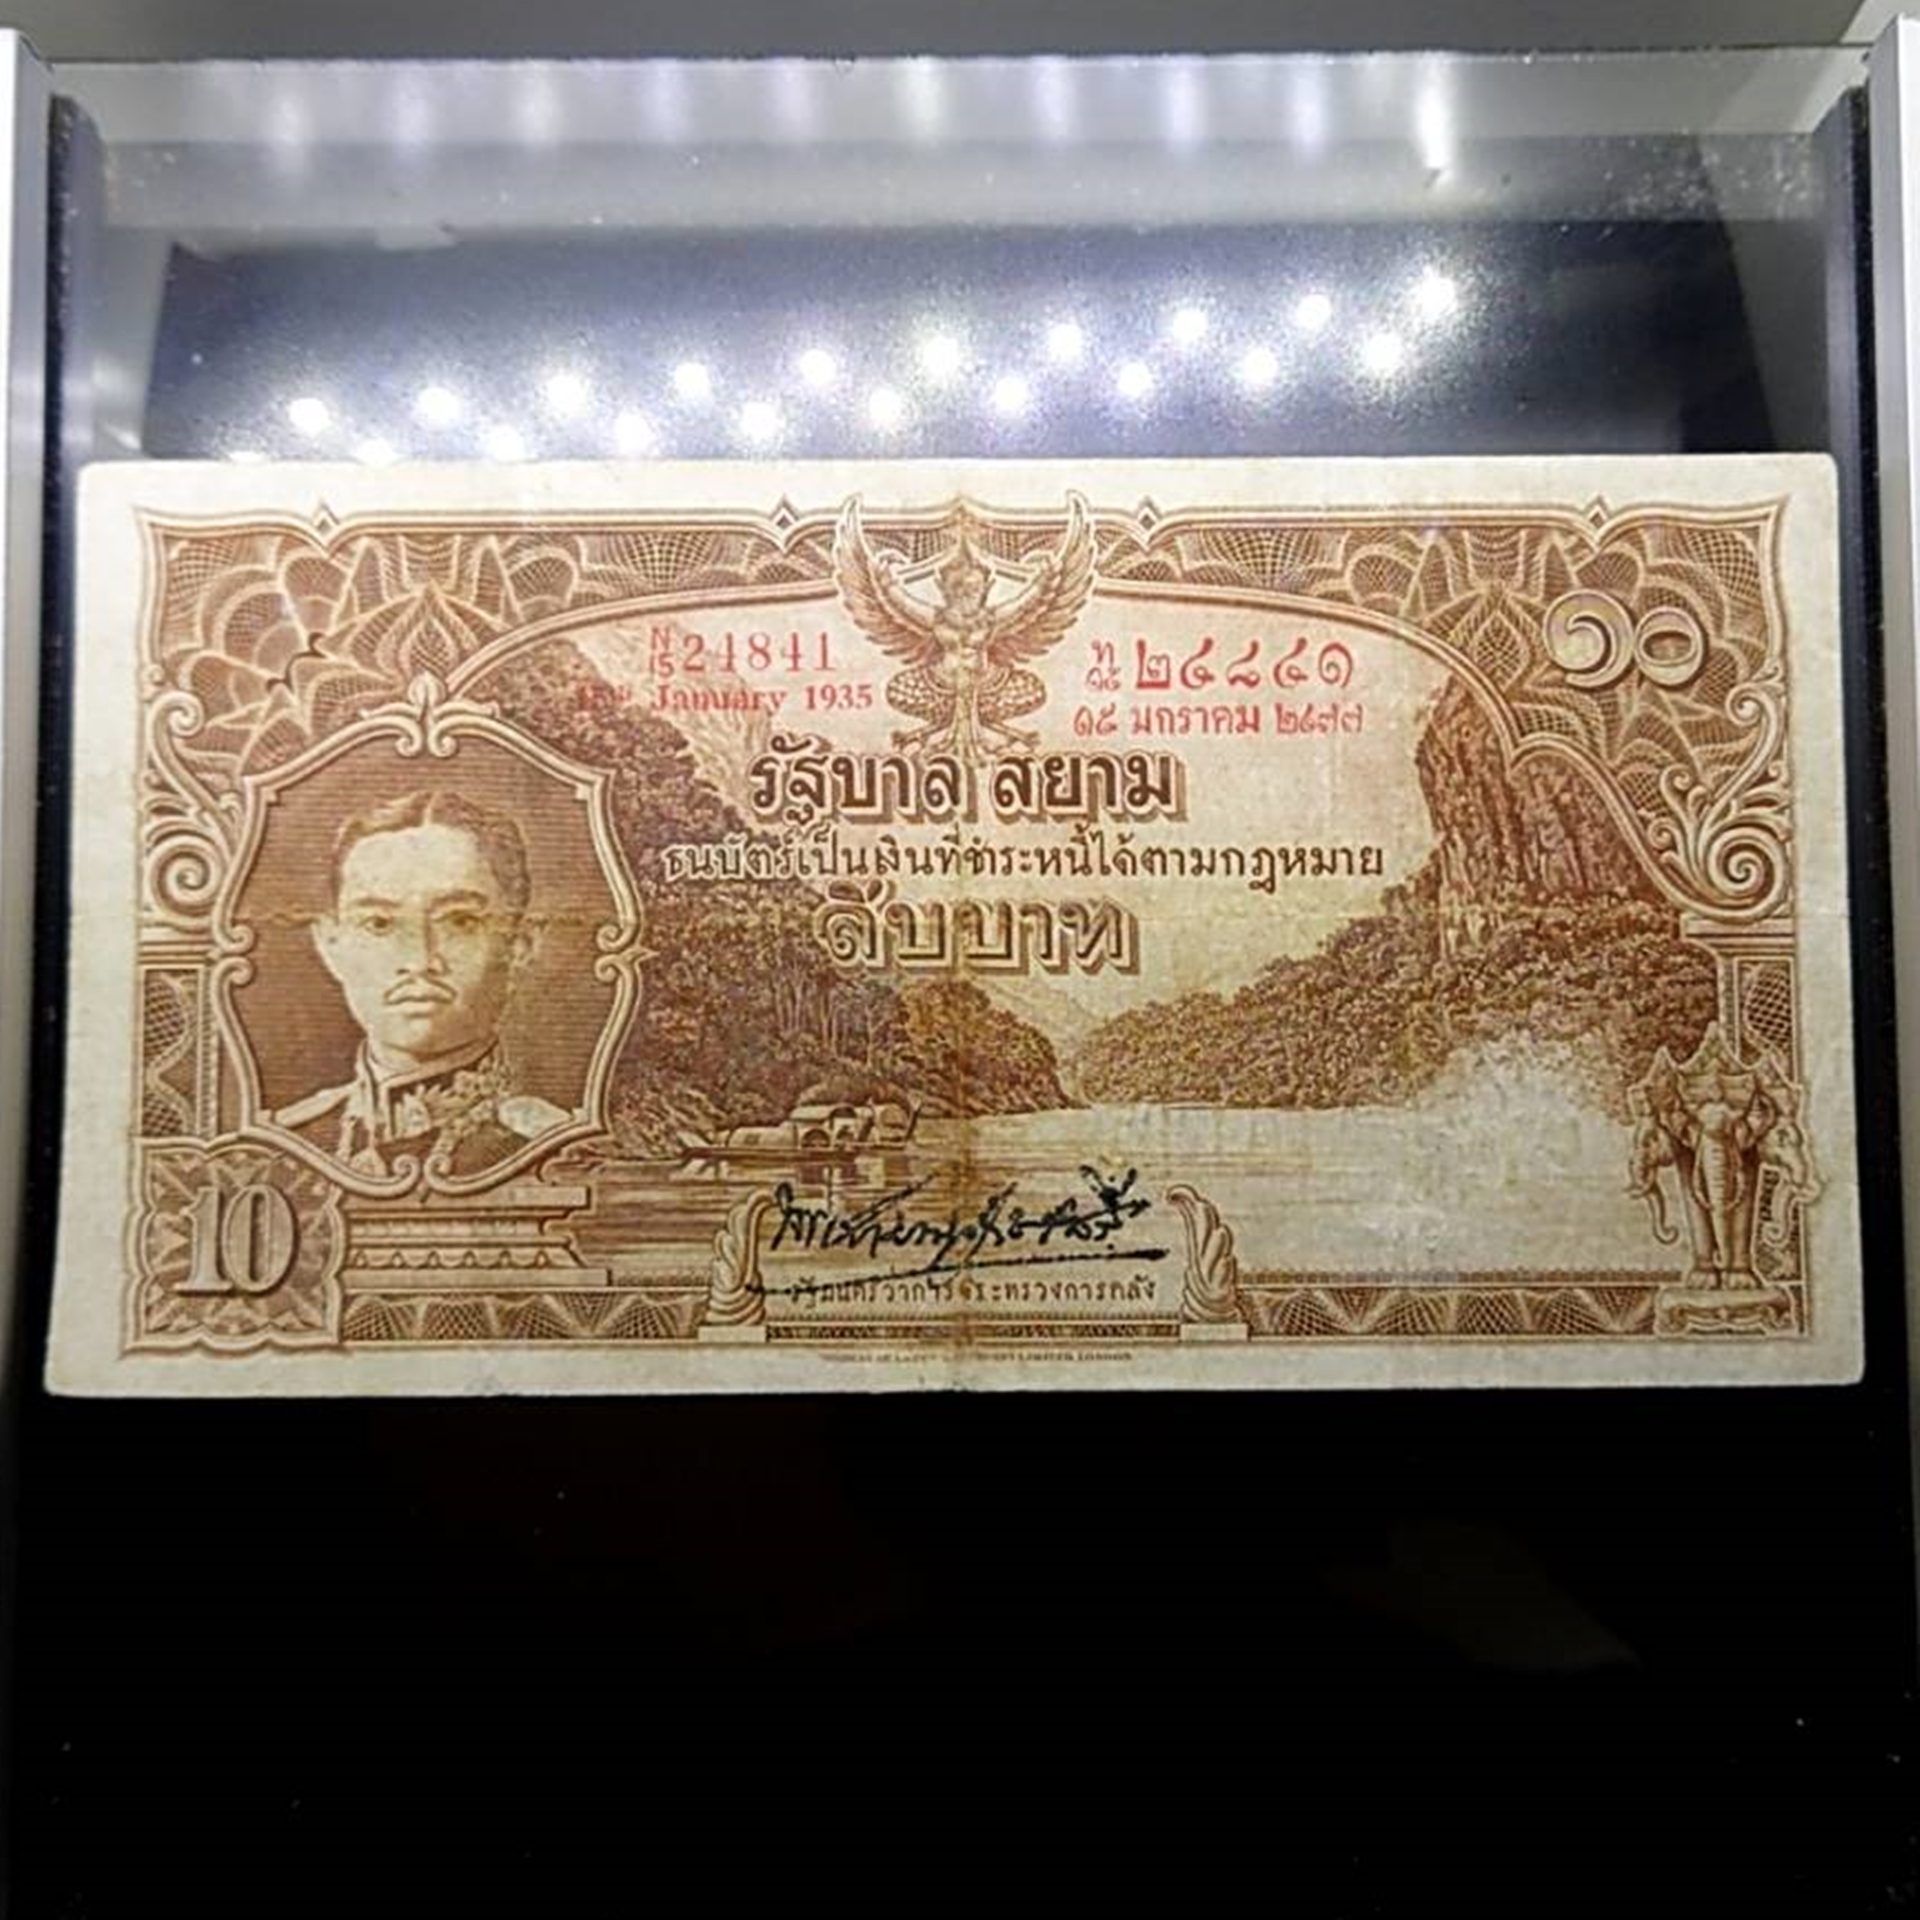 N/15 24841
15th January 1935
ท/๑๕ ๒๔๘๔๑
๑๕ มกราคม ๒๔๗๗
๑๐
รัฐบาล สยาม
ธนบัตร์เป็นเงินที่ชำระหนี้ได้ตามกฎหมาย
สิบบาท
10
รัฐมนตรีว่าการกระทรวงการคลัง
LIMITED LONDON